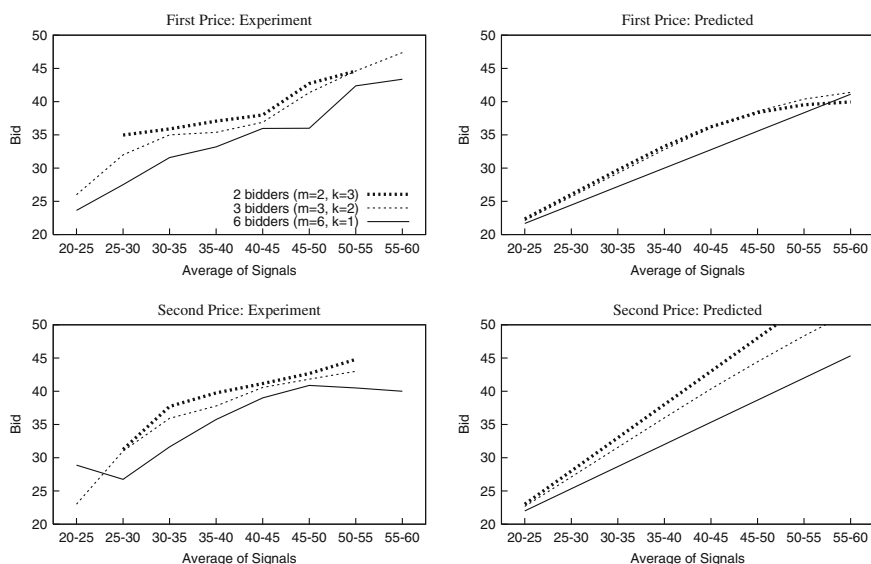 First Price: Experiment
50
45
40
35
30
25
20
Bid
2 bidders (m=2, k=3)
3 bidders (m=3, k=2)
6 bidders (m=6, k=1)
20-25 25-30 30-35 35-40 40-45 45-50 50-55 55-60
Average of Signals
First Price: Predicted
50
45
40
35
30
25
20
Bid
20-25 25-30 30-35 35-40 40-45 45-50 50-55 55-60
Average of Signals
Second Price: Experiment
50
45
40
35
30
25
20
Bid
20-25 25-30 30-35 35-40 40-45 45-50 50-55 55-60
Average of Signals
Second Price: Predicted
50
45
40
35
30
25
20
Bid
20-25 25-30 30-35 35-40 40-45 45-50 50-55 55-60
Average of Signals